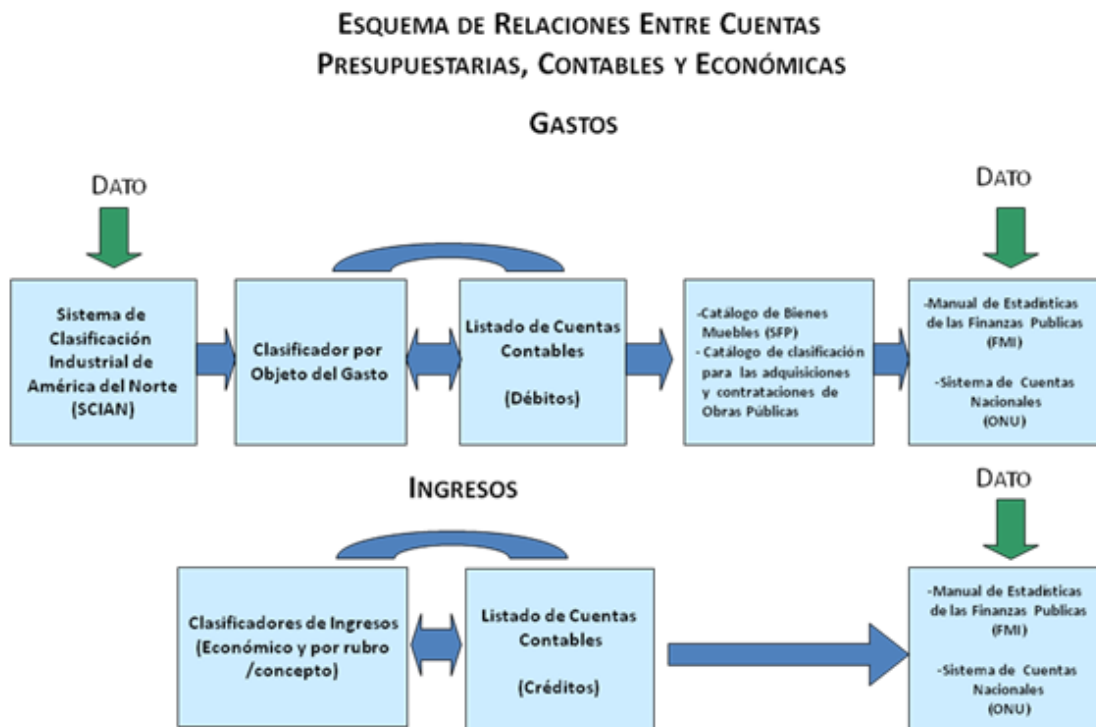 ESQUEMA DE RELACIONES ENTRE CUENTAS
PRESUPUESTARIAS, CONTABLES Y ECONÓMICAS
GASTOS
DATO
DATO
Sistema de
Clasificación
Industrial de
América del Norte
(SCIAN)
Clasificador por
Objeto del Gasto
Listado de Cuentas
Contables
(Débitos)
-Catálogo de Bienes
Muebles (SFP)
- Catálogo de clasificación
para las adquisiciones
y contrataciones de
Obras Públicas
-Manual de Estadísticas
de las Finanzas Publicas
(FMI)
-Sistema de Cuentas
Nacionales
(ONU)
INGRESOS
DATO
Clasificadores de Ingresos
(Económico y por rubro
/concepto)
Listado de Cuentas
Contables
(Créditos)
-Manual de Estadísticas
de las Finanzas Publica
(FMI)
-Sistema de Cuentas
Nacionales
(ONU)